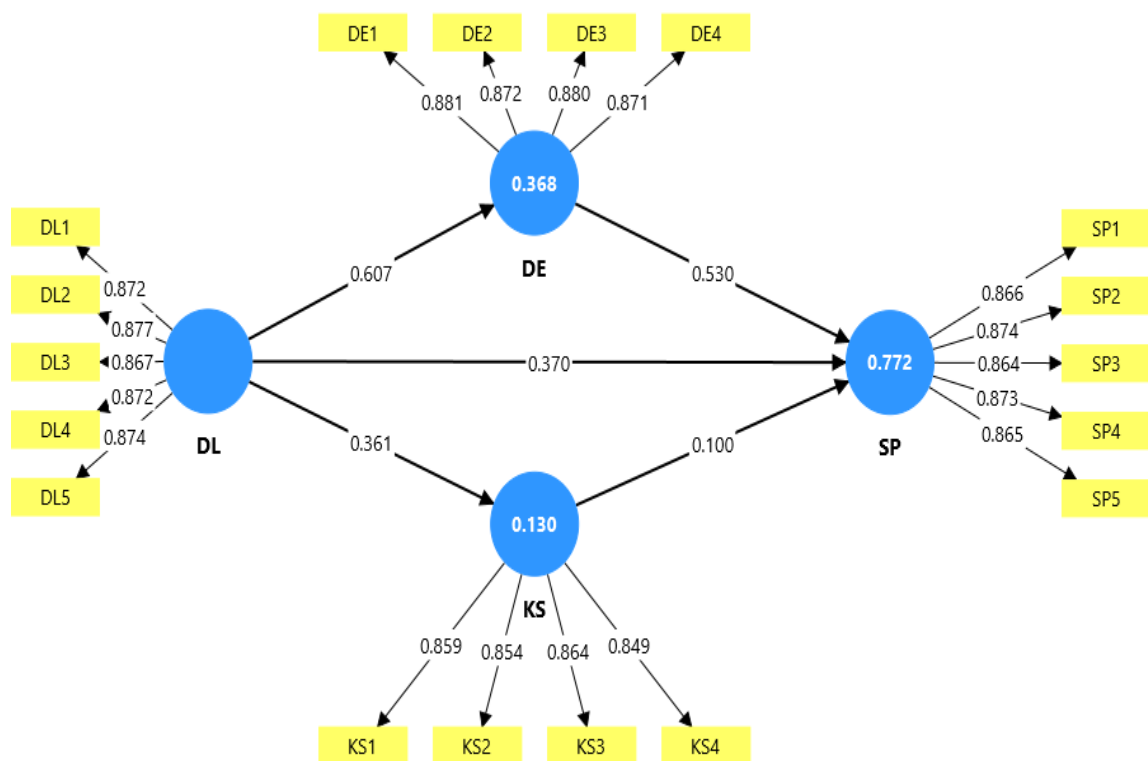 DE1 DE2 DE3 DE4
0.881 0.872 0.880 0.871
0.368
DE
DL1
DL2
DL3
DL4
DL5
0.872
0.877
0.867
0.872
0.874
DL
0.607
0.530
0.370
0.361
0.100
0.772
SP
SP1
SP2
SP3
SP4
SP5
0.866
0.874
0.864
0.873
0.865
0.130
KS
0.859 0.854 0.864 0.849
KS1 KS2 KS3 KS4